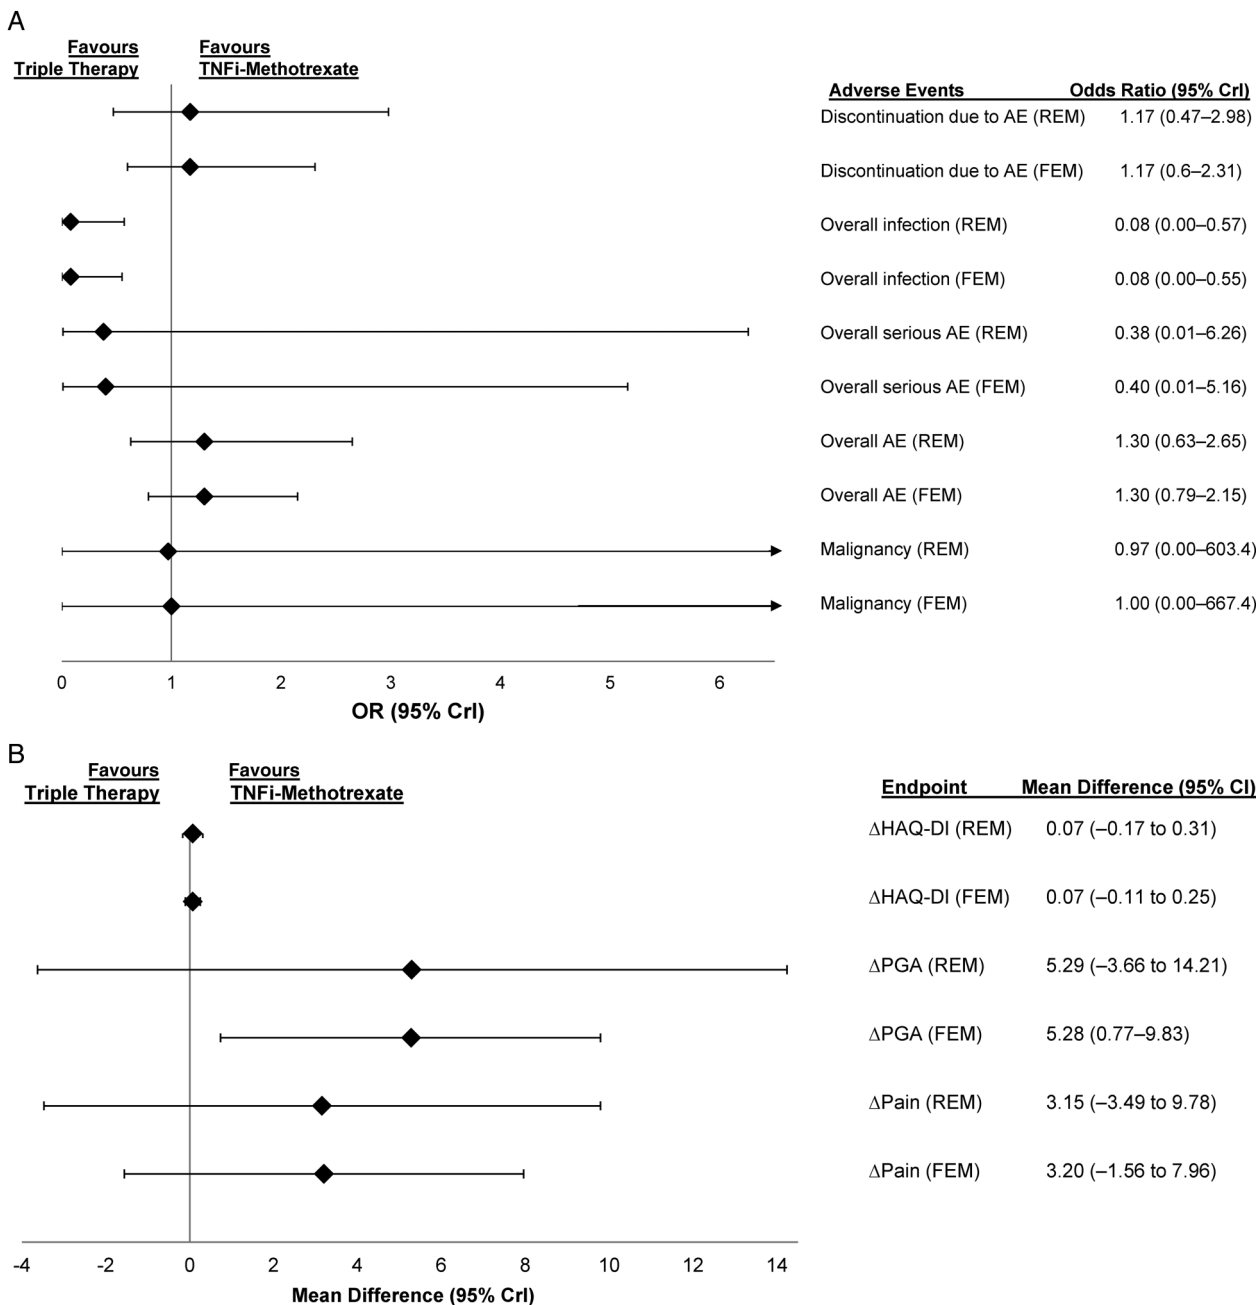 A
Favours Favours
Triple Therapy TNFi-Methotrexate
Adverse Events Odds Ratio (95% Crl)
Discontinuation due to AE (REM) 1.17 (0.47–2.98)
Discontinuation due to AE (FEM) 1.17 (0.6–2.31)
Overall infection (REM) 0.08 (0.00–0.57)
Overall infection (FEM) 0.08 (0.00–0.55)
Overall serious AE (REM) 0.38 (0.01–6.26)
Overall serious AE (FEM) 0.40 (0.01–5.16)
Overall AE (REM) 1.30 (0.63–2.65)
Overall AE (FEM) 1.30 (0.79–2.15)
Malignancy (REM) 0.97 (0.00–603.4)
Malignancy (FEM) 1.00 (0.00–667.4)
0 1 2 3 4 5 6
OR (95% Crl)
B
Favours Favours
Triple Therapy TNFi-Methotrexate
Endpoint Mean Difference (95% CI)
ΔHAQ-DI (REM) 0.07 (–0.17 to 0.31)
ΔHAQ-DI (FEM) 0.07 (–0.11 to 0.25)
ΔPGA (REM) 5.29 (–3.66 to 14.21)
ΔPGA (FEM) 5.28 (0.77–9.83)
ΔPain (REM) 3.15 (–3.49 to 9.78)
ΔPain (FEM) 3.20 (–1.56 to 7.96)
-4 -2 0 2 4 6 8 10 12 14
Mean Difference (95% Crl)